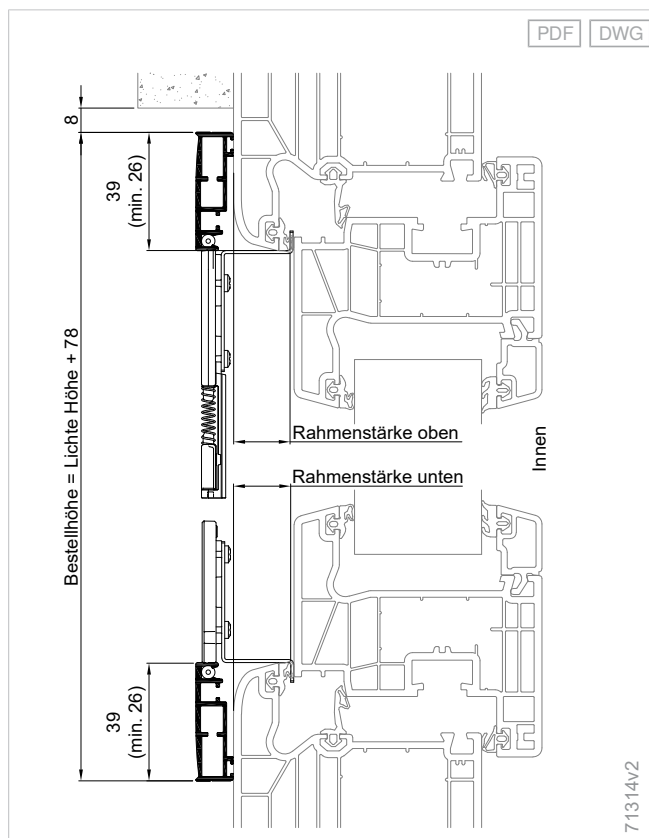 PDF
DWG
8
39
(min. 26)
Bestellhöhe = Lichte Höhe + 78
Rahmenstärke oben
Innen
Rahmenstärke unten
39
(min. 26)
71314v2